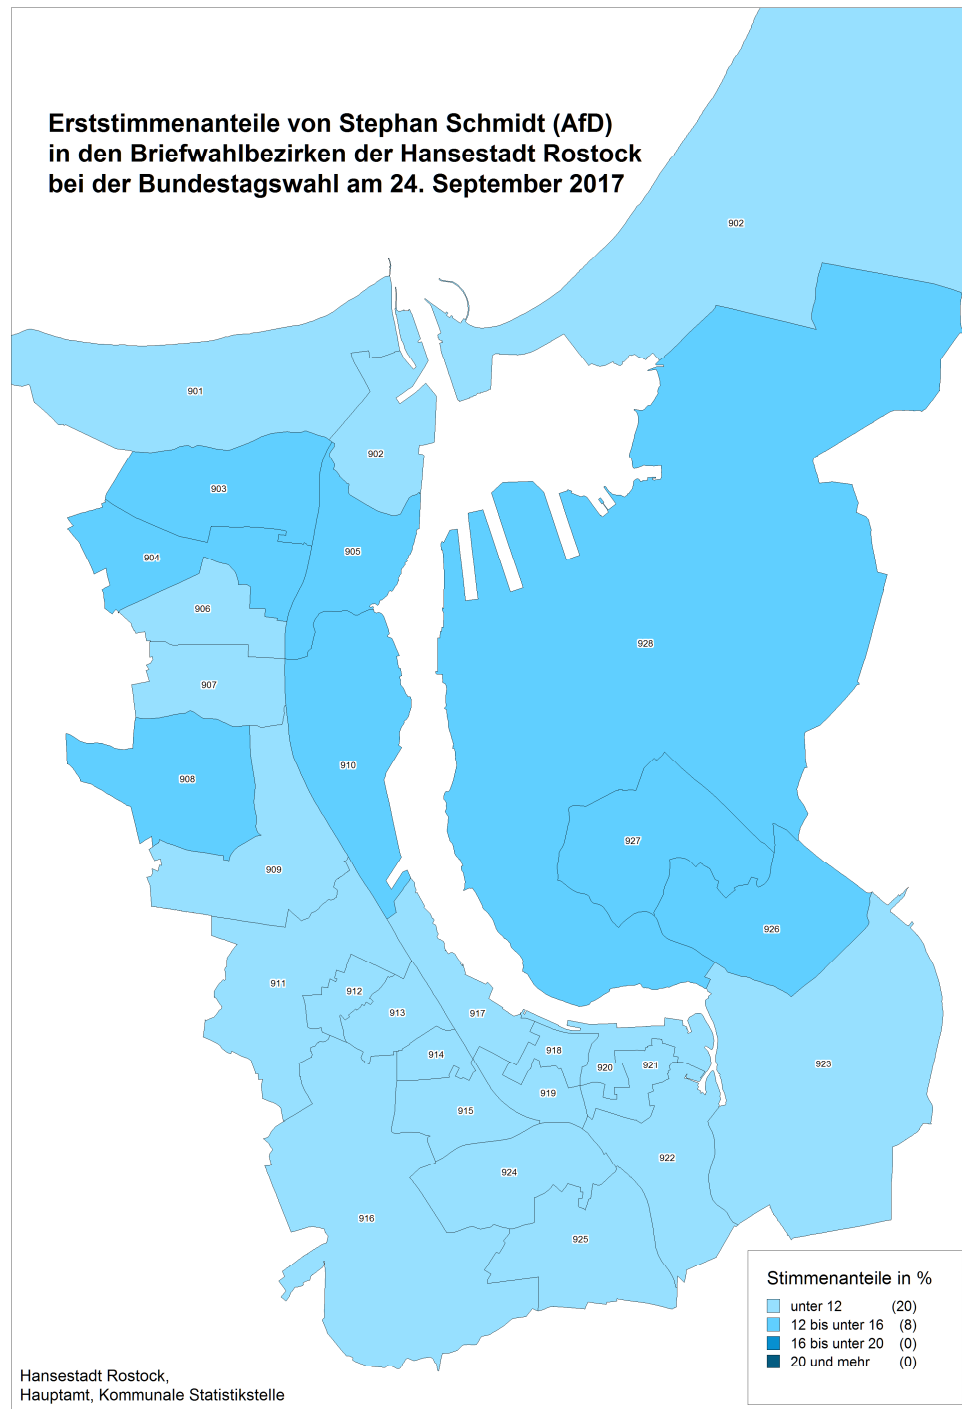 Erststimmenanteile von Stephan Schmidt (AfD)
in den Briefwahlbezirken der Hansestadt Rostock
bei der Bundestagswahl am 24. September 2017
902
901
902
903
905
904
906
928
907
910
908
927
909
926
911
912
913
917
918
914
920
921
923
919
915
922
924
916
925
Stimmenanteile in %
unter 12 (20)
12 bis unter 16 (8)
16 bis unter 20 (0)
20 und mehr (0)
Hansestadt Rostock,
Hauptamt, Kommunale Statistikstelle